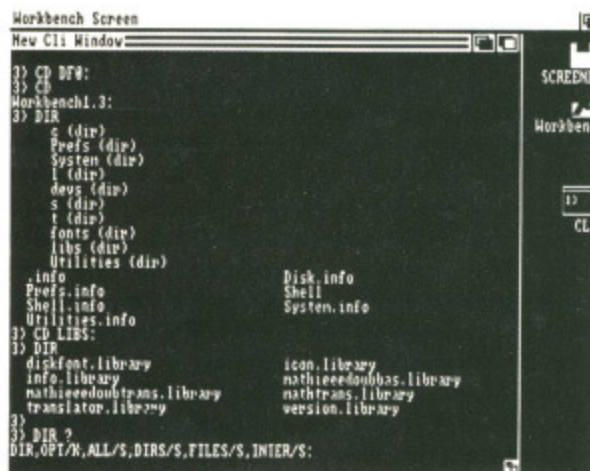 Workbench Screen
New Cli Window
3> CD DF0:
3> CD
Workbench1.3:
3> DIR
c (dir)
Prefs (dir)
System (dir)
l (dir)
devs (dir)
s (dir)
t (dir)
fonts (dir)
libs (dir)
Utilities (dir)
.info Disk.info
Prefs.info Shell
Shell.info System.info
Utilities.info
3> CD LIBS:
3> DIR
diskfont.library icon.library
info.library mathieeedoubbas.library
mathieeedoubtrans.library mathtrans.library
translator.library version.library
3>
3> DIR ?
DIR,OPT/K,ALL/S,DIRS/S,FILES/S,INTER/S:
1>